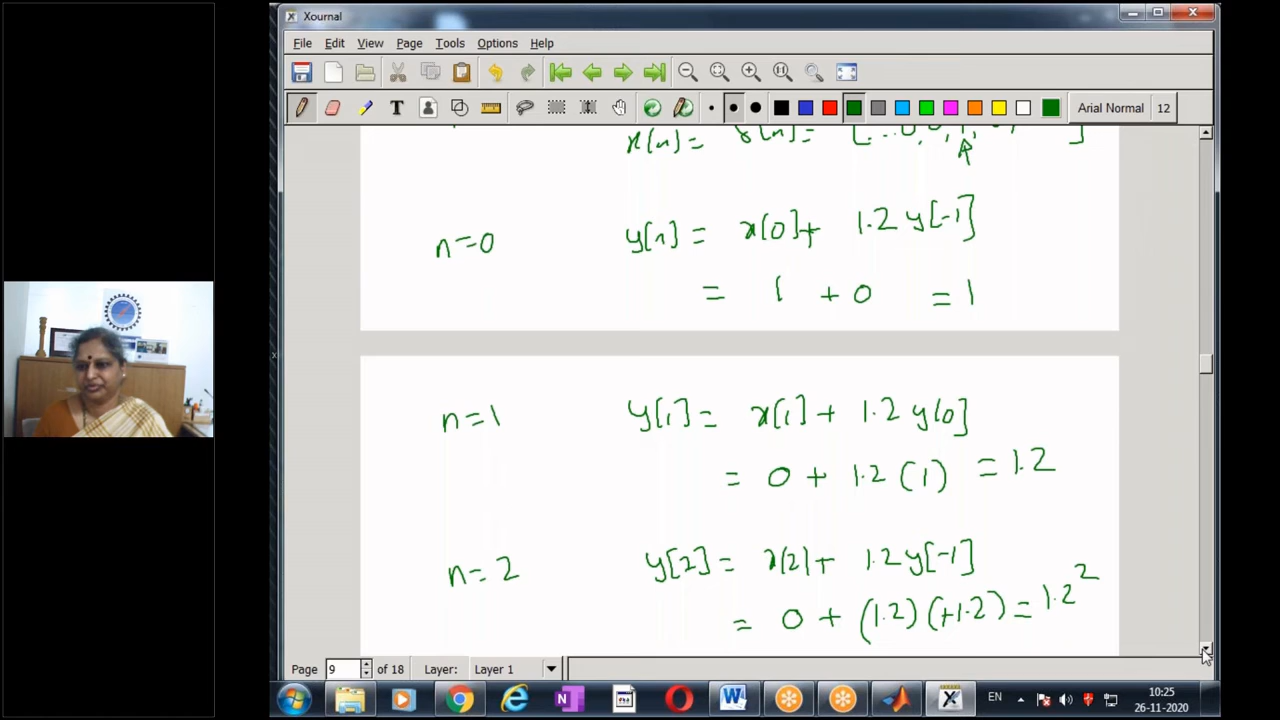 Xournal
File Edit View Page Tools Options Help
Arial Normal 12
x[n] = δ[n] =
n=0 y[n] = x[0] + 1.2 y[-1]
= 1 + 0 = 1
n=1 y[1] = x[1] + 1.2 y[0]
= 0 + 1.2 (1) = 1.2
n=2 y[2] = x[2] + 1.2 y[-1]
= 0 + (1.2) (+1.2) = 1.2²
Page 9 of 18 Layer: Layer 1
EN 10:25
26-11-2020